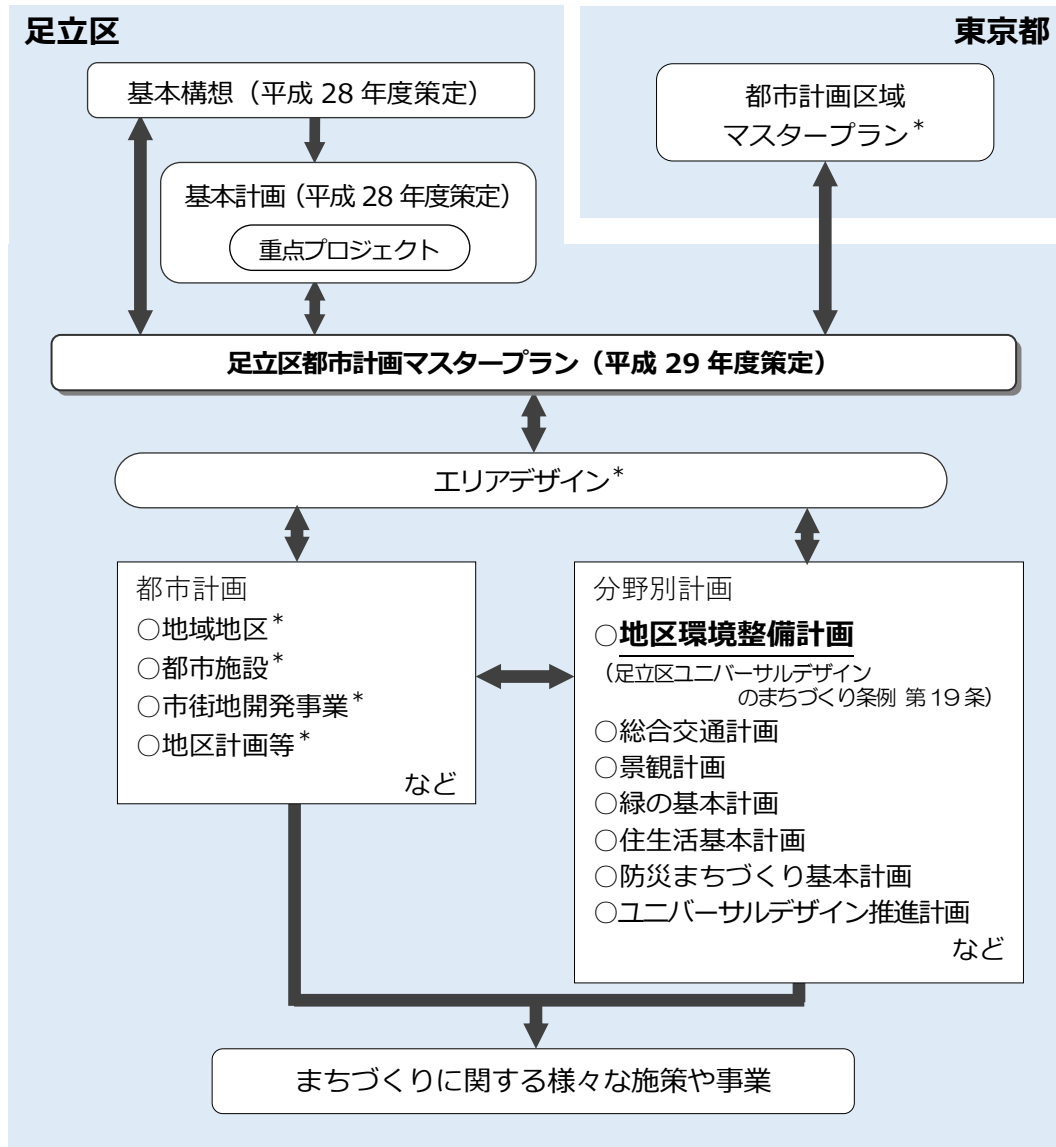 足立区
東京都
基本構想（平成 28 年度策定）
都市計画区域
マスタープラン*
基本計画（平成 28 年度策定）
重点プロジェクト
足立区都市計画マスタープラン（平成 29 年度策定）
エリアデザイン*
都市計画
○地域地区*
○都市施設*
○市街地開発事業*
○地区計画等*
など
分野別計画
○地区環境整備計画
（足立区ユニバーサルデザイン
のまちづくり条例 第19条）
○総合交通計画
○景観計画
○緑の基本計画
○住生活基本計画
○防災まちづくり基本計画
○ユニバーサルデザイン推進計画
など
まちづくりに関する様々な施策や事業